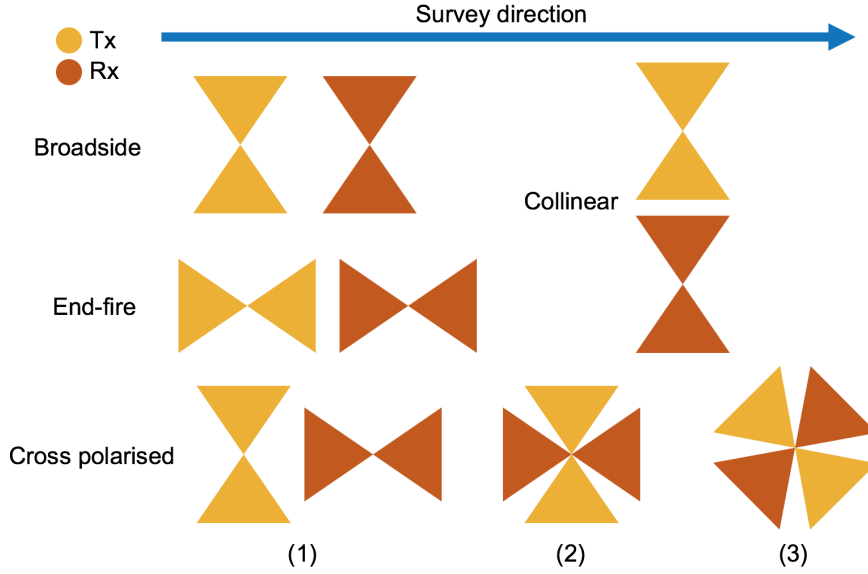 Survey direction
Tx
Rx
Broadside
Collinear
End-fire
Cross polarised
(1)
(2)
(3)